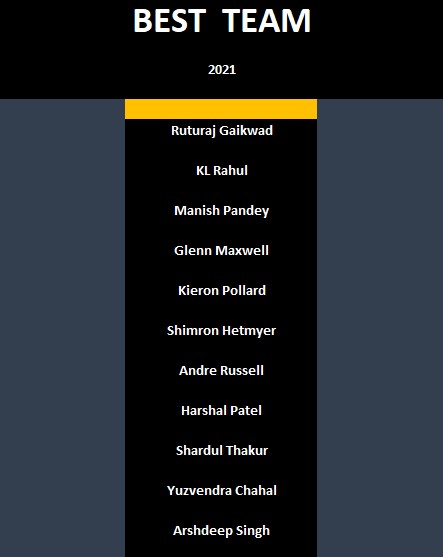 BEST TEAM
2021
Ruturaj Gaikwad
KL Rahul
Manish Pandey
Glenn Maxwell
Kieron Pollard
Shimron Hetmyer
Andre Russell
Harshal Patel
Shardul Thakur
Yuzvendra Chahal
Arshdeep Singh